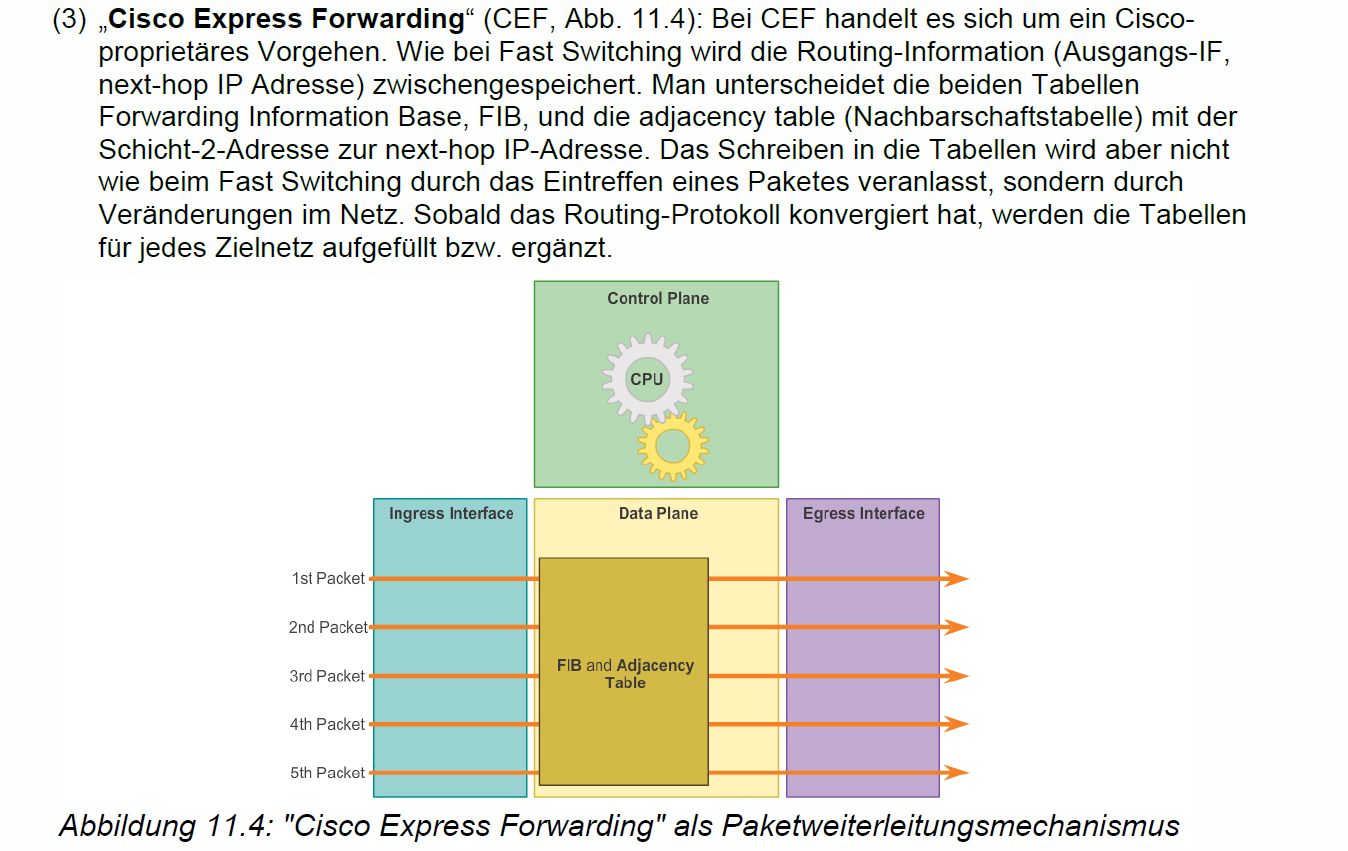 (3) „Cisco Express Forwarding“ (CEF, Abb. 11.4): Bei CEF handelt es sich um ein Cisco-
proprietäres Vorgehen. Wie bei Fast Switching wird die Routing-Information (Ausgangs-IF,
next-hop IP Adresse) zwischengespeichert. Man unterscheidet die beiden Tabellen
Forwarding Information Base, FIB, und die adjacency table (Nachbarschaftstabelle) mit der
Schicht-2-Adresse zur next-hop IP-Adresse. Das Schreiben in die Tabellen wird aber nicht
wie beim Fast Switching durch das Eintreffen eines Paketes veranlasst, sondern durch
Veränderungen im Netz. Sobald das Routing-Protokoll konvergiert hat, werden die Tabellen
für jedes Zielnetz aufgefüllt bzw. ergänzt.
Control Plane
CPU
Ingress Interface
Data Plane
Egress Interface
1st Packet
2nd Packet
3rd Packet
4th Packet
5th Packet
FIB and Adjacency
Table
Abbildung 11.4: "Cisco Express Forwarding" als Paketweiterleitungsmechanismus